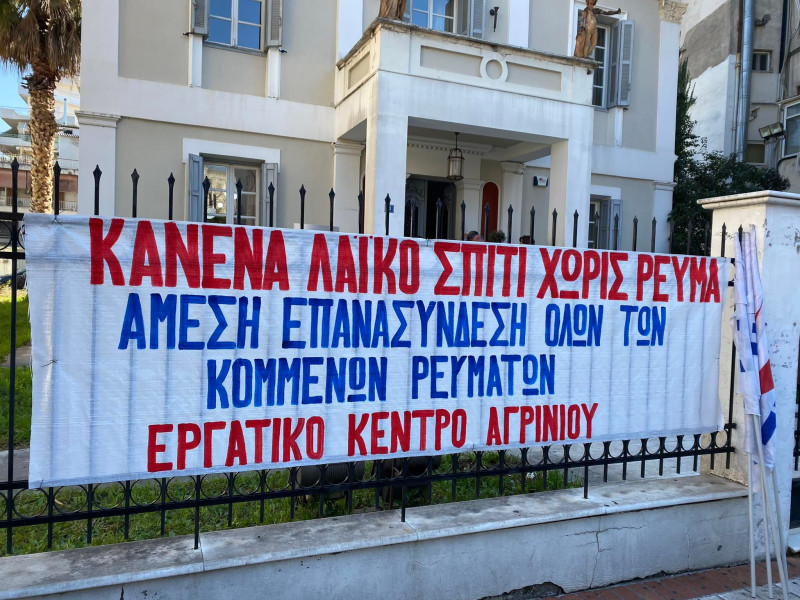 ΚΑΝΕΝΑ ΛΑΪΚΟ ΣΠΙΤΙ ΧΩΡΙΣ ΡΕΥΜΑ
ΑΜΕΣΗ ΕΠΑΝΑΣΥΝΔΕΣΗ ΟΛΩΝ ΤΩΝ
ΚΟΜΜΕΝΩΝ ΡΕΥΜΑΤΩΝ
ΕΡΓΑΤΙΚΟ ΚΕΝΤΡΟ ΑΓΡΙΝΙΟΥ